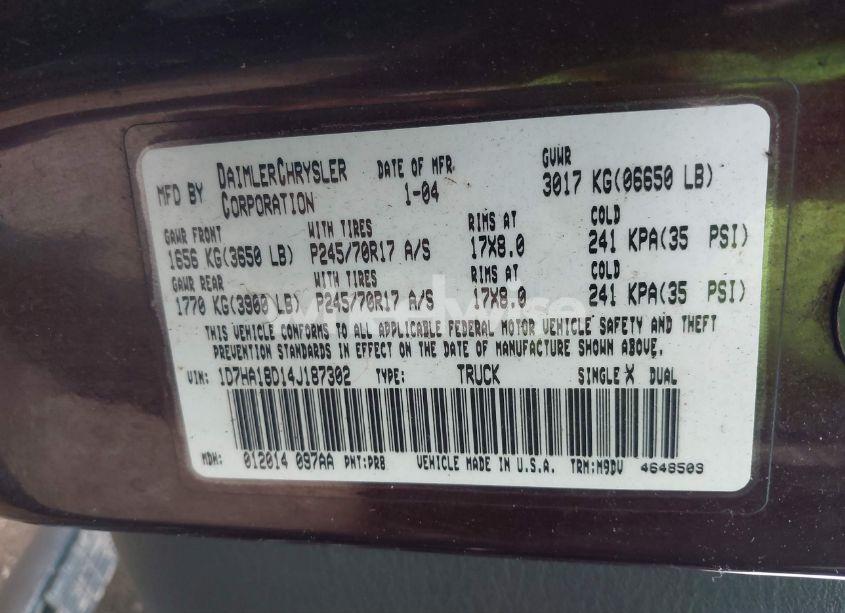 MFD BY DAIMLERCHRYSLER CORPORATION DATE OF MFR 1-04 GVWR 3017 KG(06650 LB)
GAWR FRONT WITH TIRES RIMS AT COLD
1656 KG(3650 LB) P245/70R17 A/S 17X8.0 241 KPA(35 PSI)
GAWR REAR WITH TIRES RIMS AT COLD
1770 KG(3900 LB) P245/70R17 A/S 17X8.0 241 KPA(35 PSI)
THIS VEHICLE CONFORMS TO ALL APPLICABLE FEDERAL MOTOR VEHICLE SAFETY AND THEFT
PREVENTION STANDARDS IN EFFECT ON THE DATE OF MANUFACTURE SHOWN ABOVE.
VIN: 1D7HA18D14J187302 TYPE: TRUCK SINGLE X DUAL
MDH: 012014 097AA PNT:PR8 VEHICLE MADE IN U.S.A. TRM:M9DV 4648503